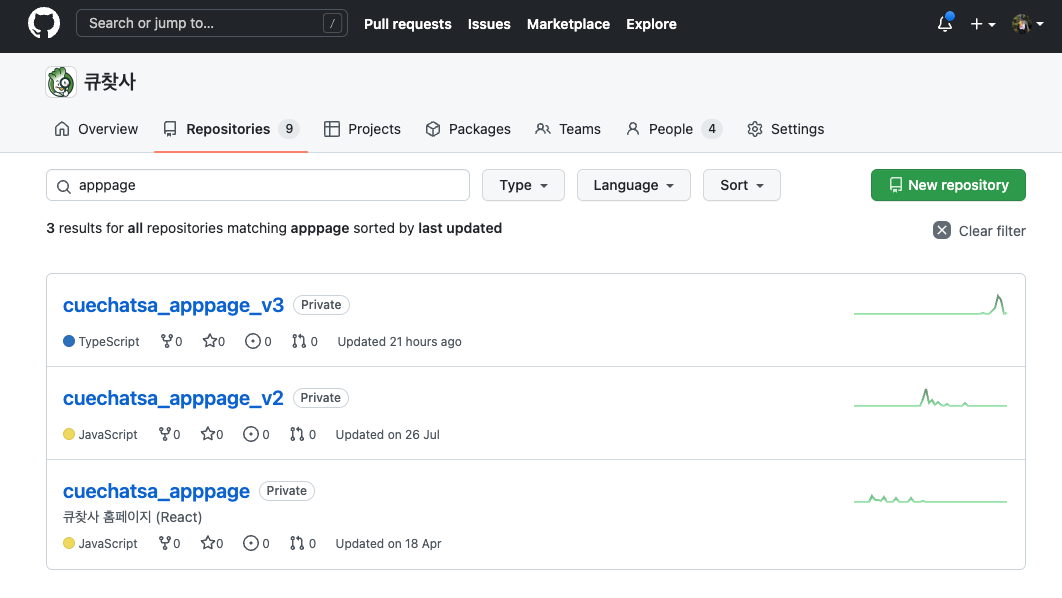 Search or jump to... /
Pull requests Issues Marketplace Explore
큐찾사
Overview Repositories 9 Projects Packages Teams People 4 Settings
apppage
Type Language Sort New repository
3 results for all repositories matching apppage sorted by last updated
Clear filter
cuechatsa_apppage_v3 Private
TypeScript 0 0 0 0 Updated 21 hours ago
cuechatsa_apppage_v2 Private
JavaScript 0 0 0 0 Updated on 26 Jul
cuechatsa_apppage Private
큐찾사 홈페이지 (React)
JavaScript 0 0 0 0 Updated on 18 Apr